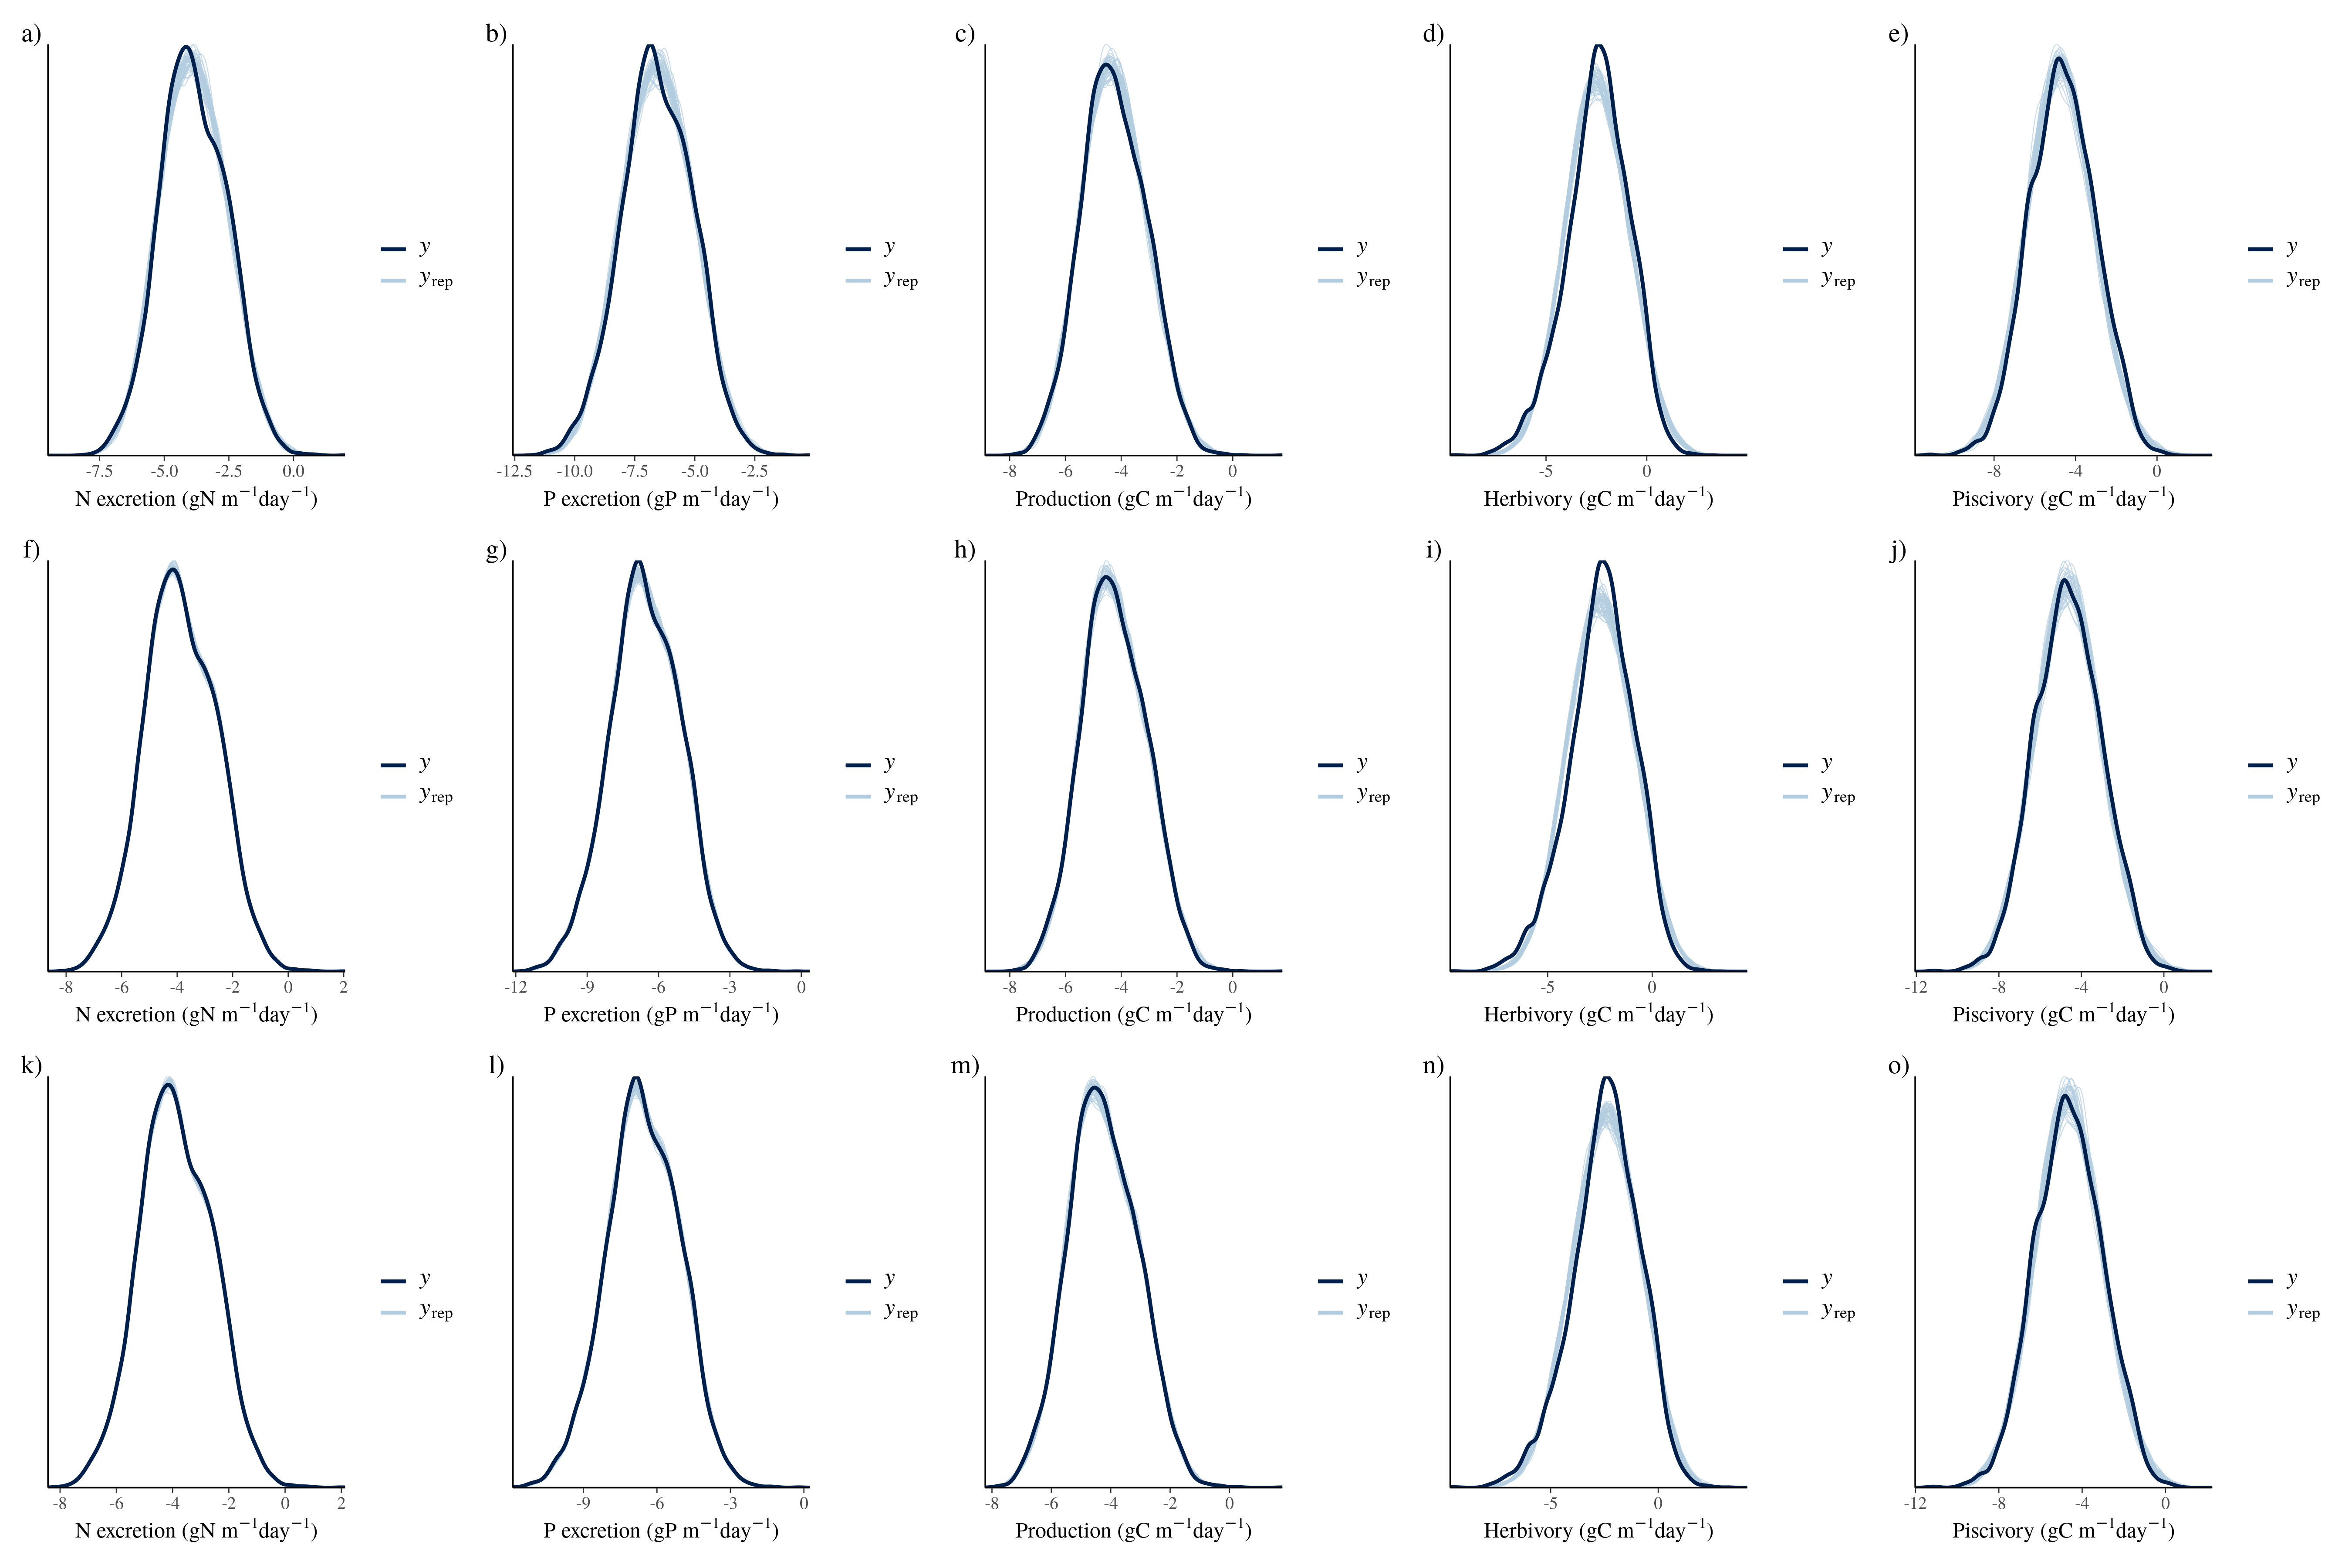 a) b) c) d) e)
y y y y y
yrep yrep yrep yrep yrep
-7.5 -5.0 -2.5 0.0 -12.5 -10.0 -7.5 -5.0 -2.5 -8 -6 -4 -2 0 -5 0 -8 -4 0
N excretion (gN m⁻¹day⁻¹) P excretion (gP m⁻¹day⁻¹) Production (gC m⁻¹day⁻¹) Herbivory (gC m⁻¹day⁻¹) Piscivory (gC m⁻¹day⁻¹)
f) g) h) i) j)
y y y y y
yrep yrep yrep yrep yrep
-8 -6 -4 -2 0 2 -12 -9 -6 -3 0 -8 -6 -4 -2 0 -5 0 -12 -8 -4 0
N excretion (gN m⁻¹day⁻¹) P excretion (gP m⁻¹day⁻¹) Production (gC m⁻¹day⁻¹) Herbivory (gC m⁻¹day⁻¹) Piscivory (gC m⁻¹day⁻¹)
k) l) m) n) o)
y y y y y
yrep yrep yrep yrep yrep
-8 -6 -4 -2 0 2 -9 -6 -3 0 -8 -6 -4 -2 0 -5 0 -12 -8 -4 0
N excretion (gN m⁻¹day⁻¹) P excretion (gP m⁻¹day⁻¹) Production (gC m⁻¹day⁻¹) Herbivory (gC m⁻¹day⁻¹) Piscivory (gC m⁻¹day⁻¹)